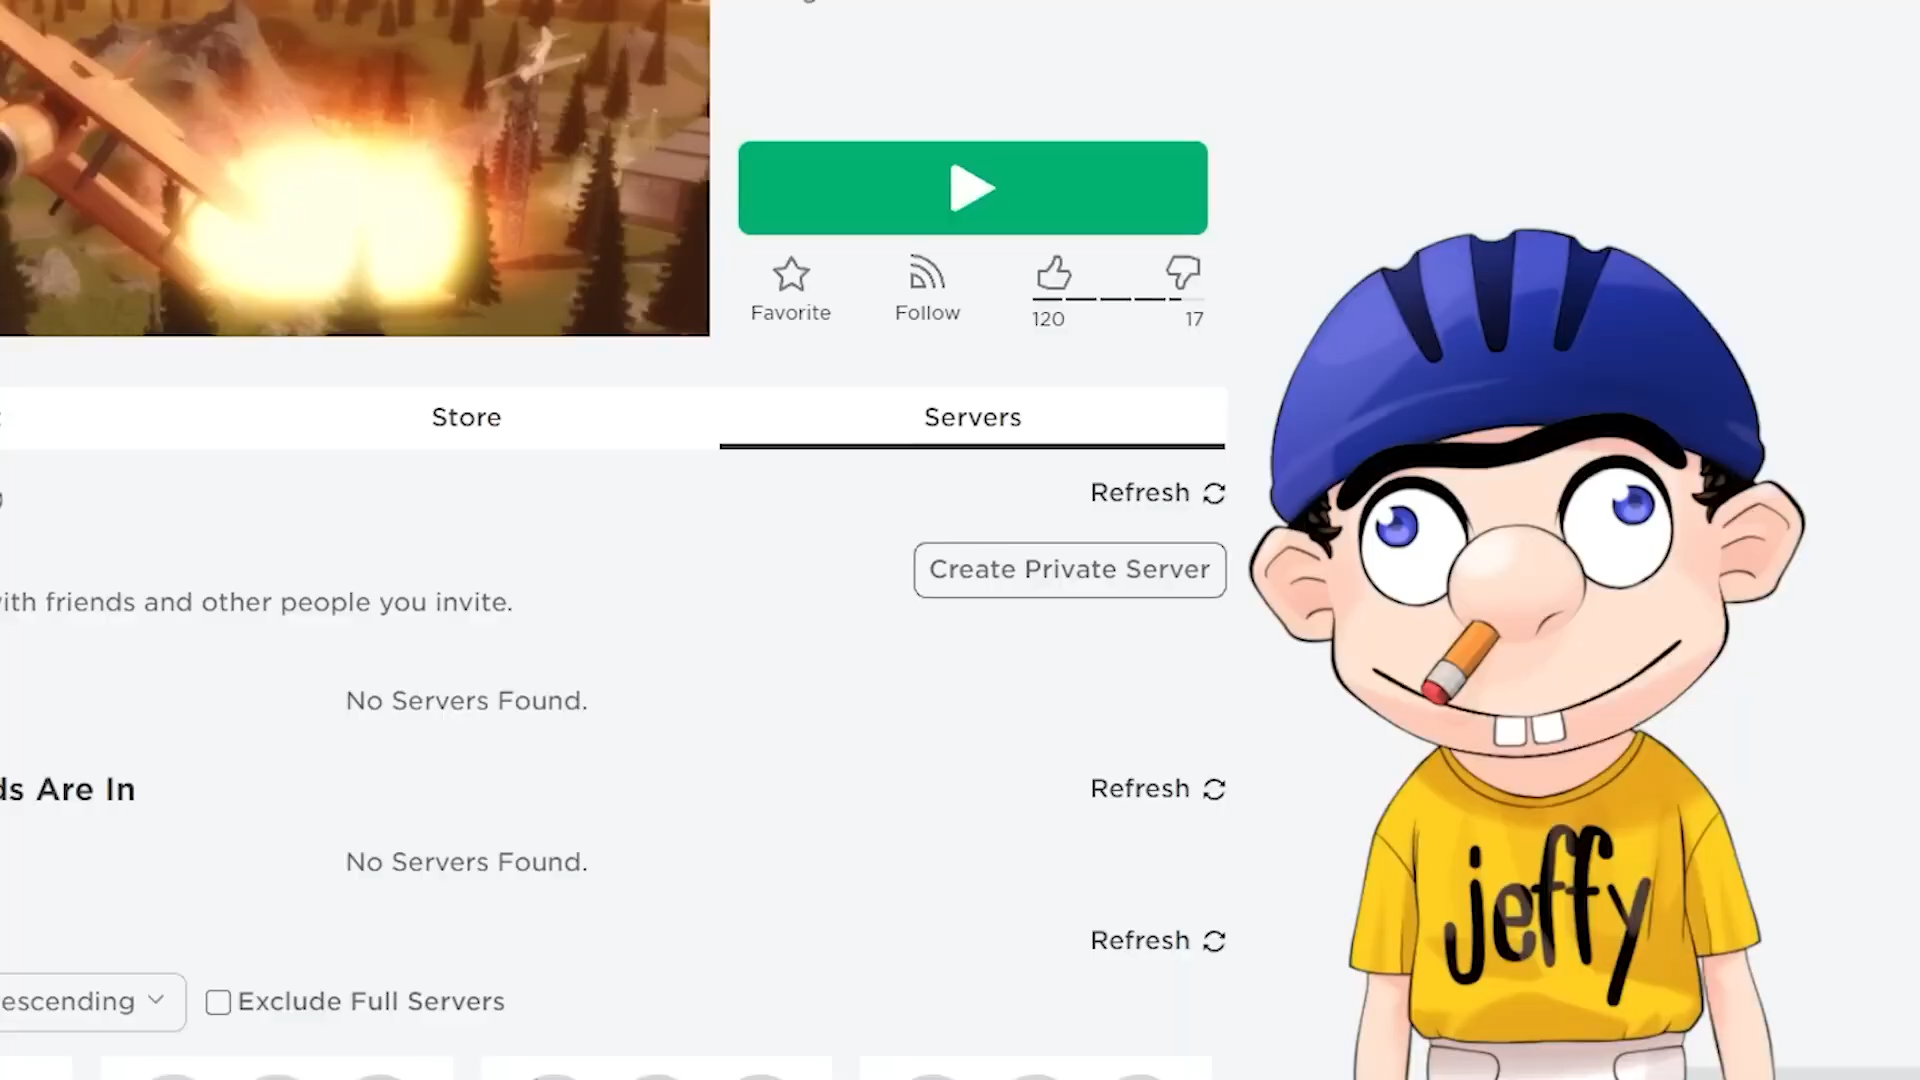 Favorite
Follow
120
17
Store
Servers
Refresh
Create Private Server
with friends and other people you invite.
No Servers Found.
ds Are In
Refresh
No Servers Found.
Refresh
escending
Exclude Full Servers
jeffy